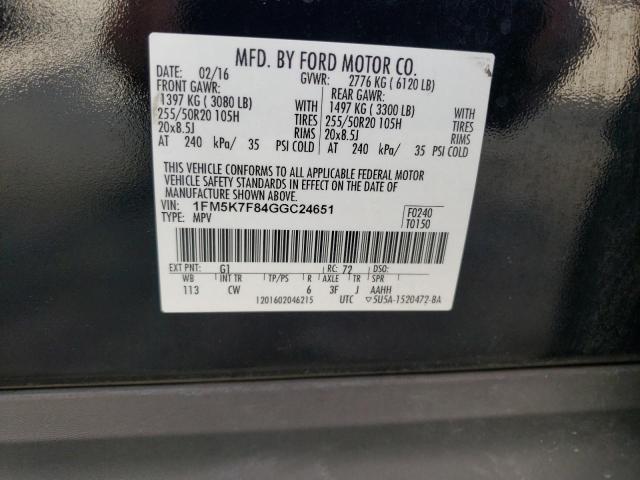 MFD. BY FORD MOTOR CO.
DATE: 02/16 GVWR: 2776 KG ( 6120 LB)
FRONT GAWR: REAR GAWR:
1397 KG ( 3080 LB) WITH 1497 KG ( 3300 LB) WITH
255/50R20 105H TIRES 255/50R20 105H TIRES
20x8.5J RIMS 20x8.5J RIMS
AT 240 kPa/ 35 PSI COLD AT 240 kPa/ 35 PSI COLD
THIS VEHICLE CONFORMS TO ALL APPLICABLE FEDERAL MOTOR
VEHICLE SAFETY STANDARDS IN EFFECT ON THE DATE OF
MANUFACTURE SHOWN ABOVE.
VIN: 1FM5K7F84GGC24651 F0240
TYPE: MPV T0150
EXT PNT: G1 RC: 72 DSO:
WB INT TR TP/PS R AXLE TR SPR
113 CW 6 3F J AAHH
1201602046215 UTC ▽5U5A-1520472-BA